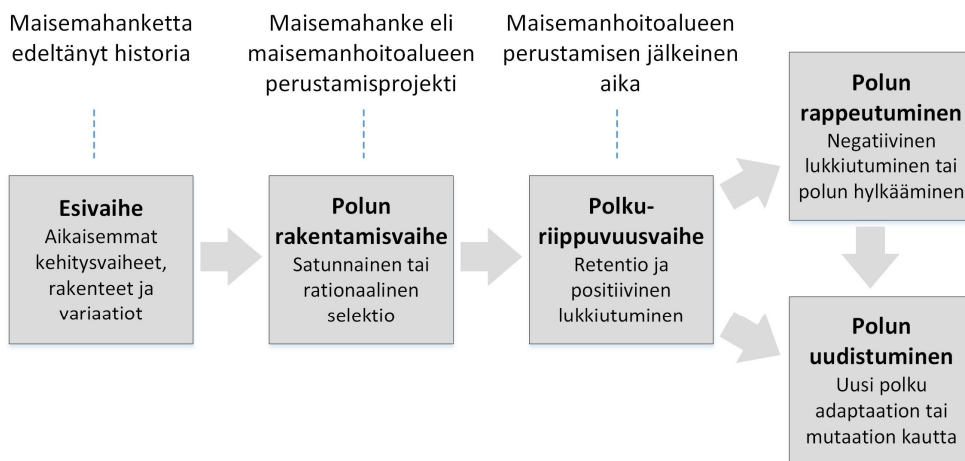 Maisemahanketta
edeltänyt historia
Maisemahanke eli
maisemanhoitoalueen
perustamisprojekti
Maisemanhoitoalueen
perustamisen jälkeinen
aika
Esivaihe
Aikaisemmat
kehitysvaiheet,
rakenteet ja
variaatiot
Polun
rakentamisvaihe
Satunnainen tai
rationaalinen
selektio
Polku-
riippuvuusvaihe
Retentio ja
positiivinen
lukkiutuminen
Polun
rappeutuminen
Negatiivinen
lukkiutuminen tai
polun hylkääminen
Polun
uudistuminen
Uusi polku
adaptaation tai
mutaation kautta